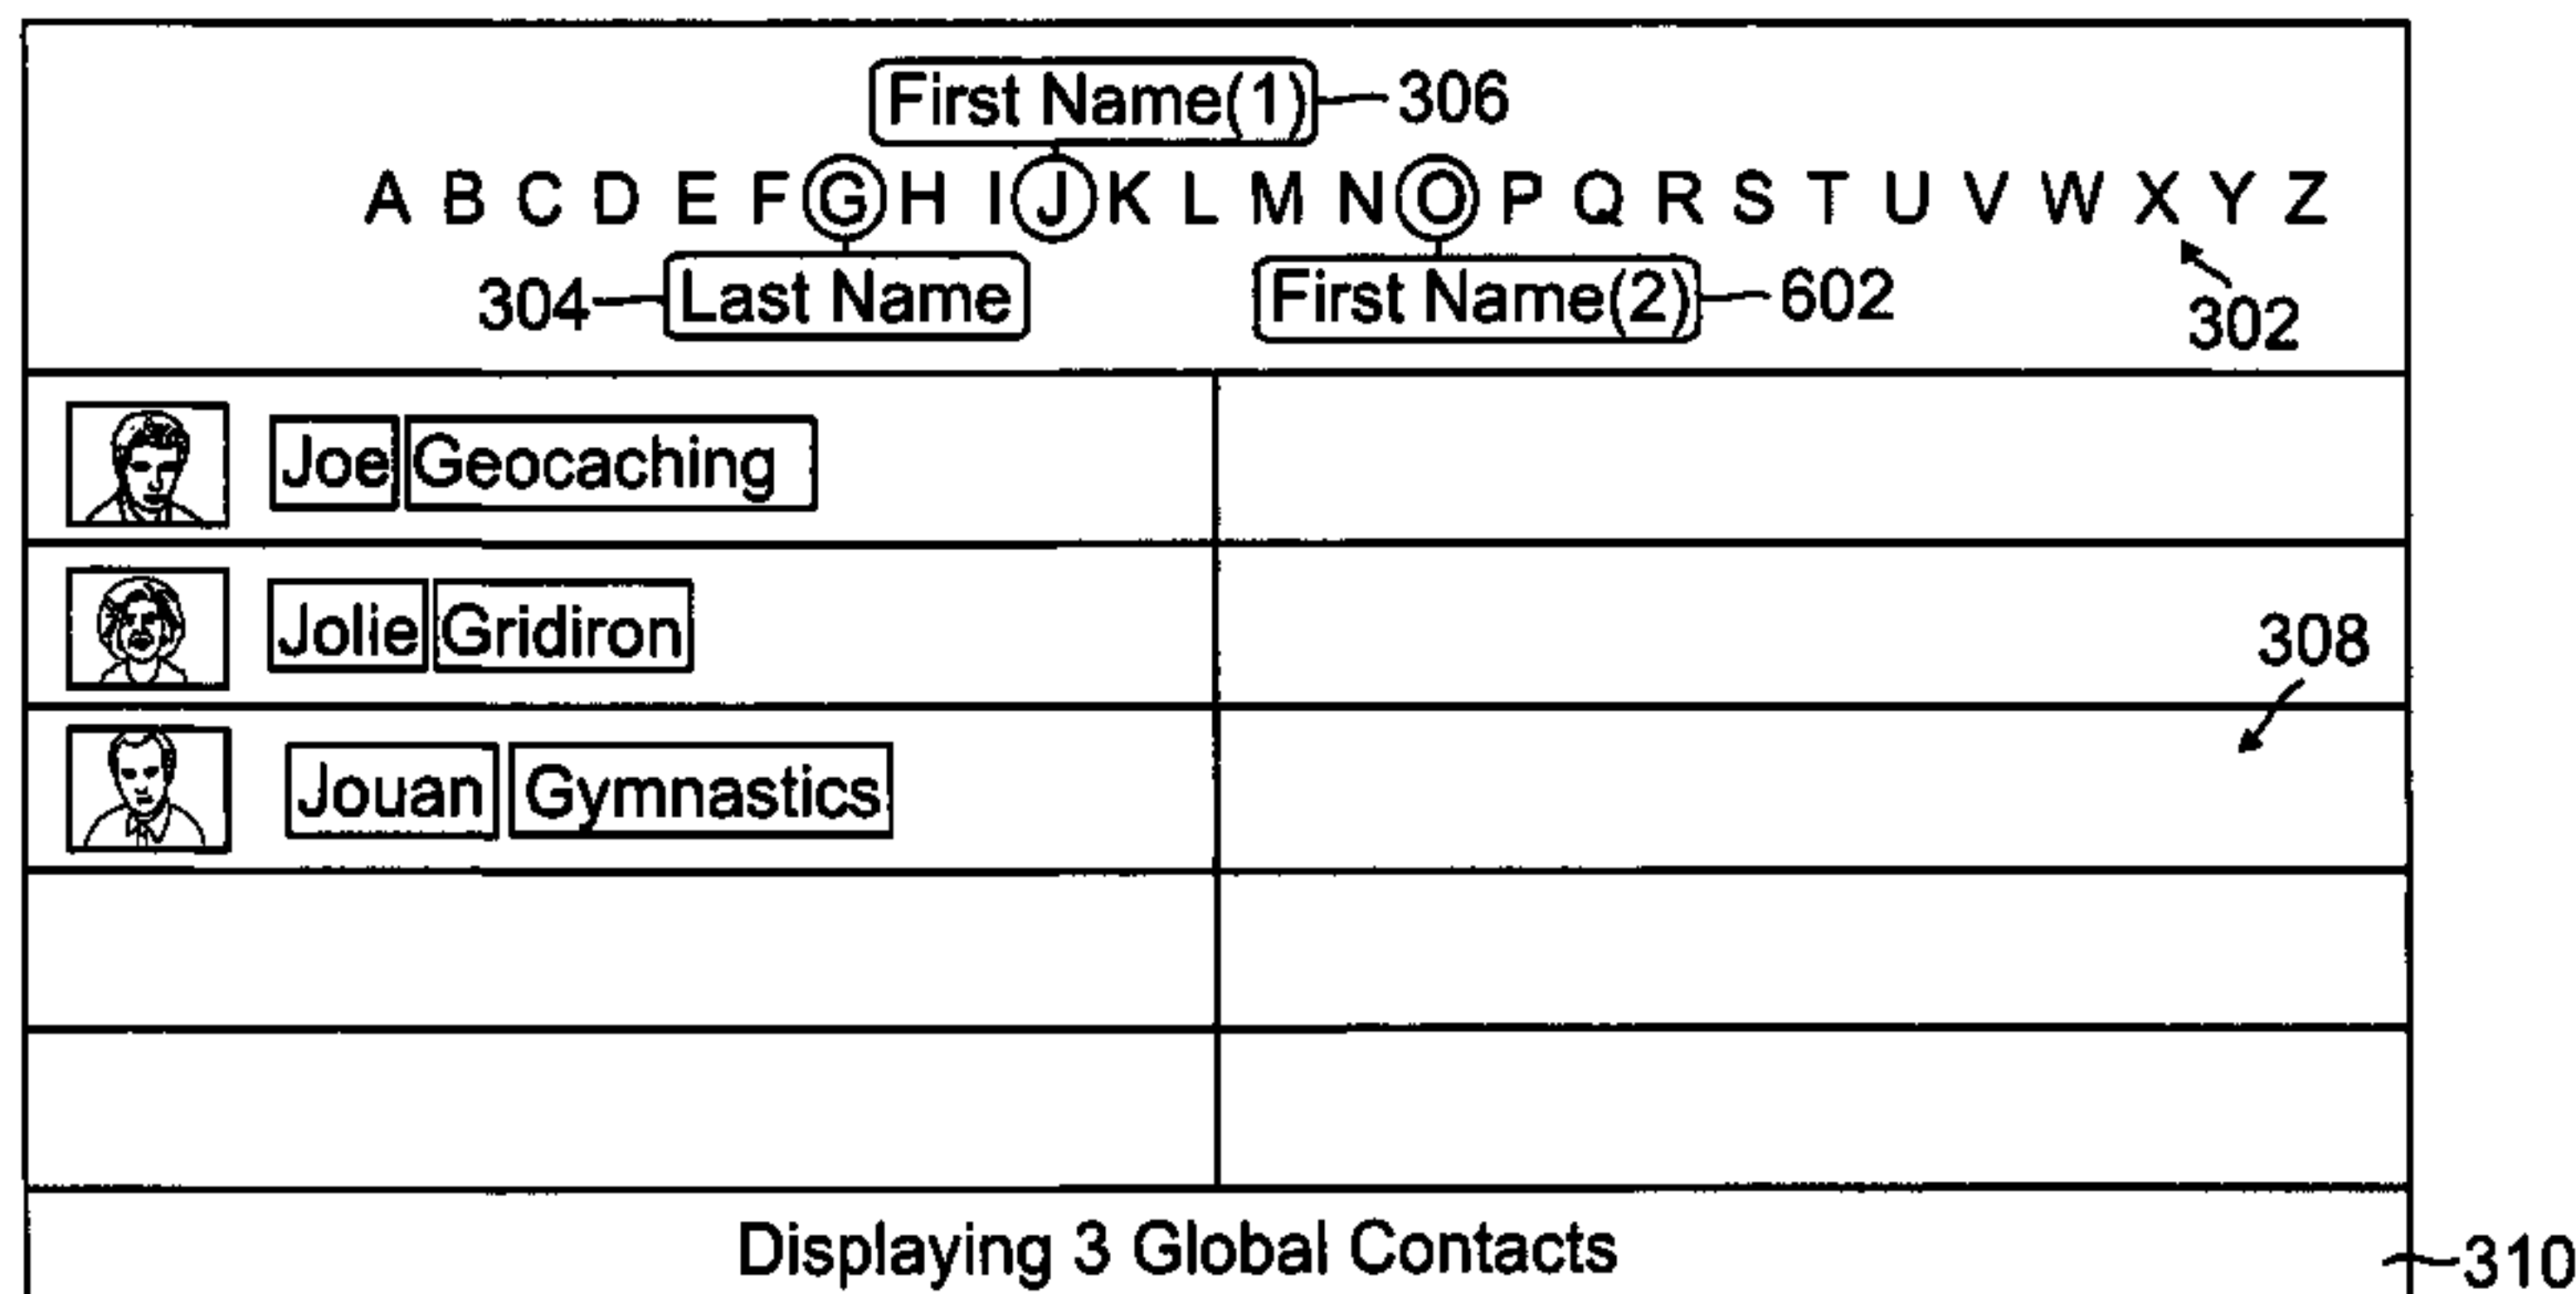 First Name(1) 306
A B C D E F G H I J K L M N O P Q R S T U V W X Y Z
304 Last Name First Name(2) 602 302
Joe Geocaching
Jolie Gridiron
308
Jouan Gymnastics
Displaying 3 Global Contacts 310